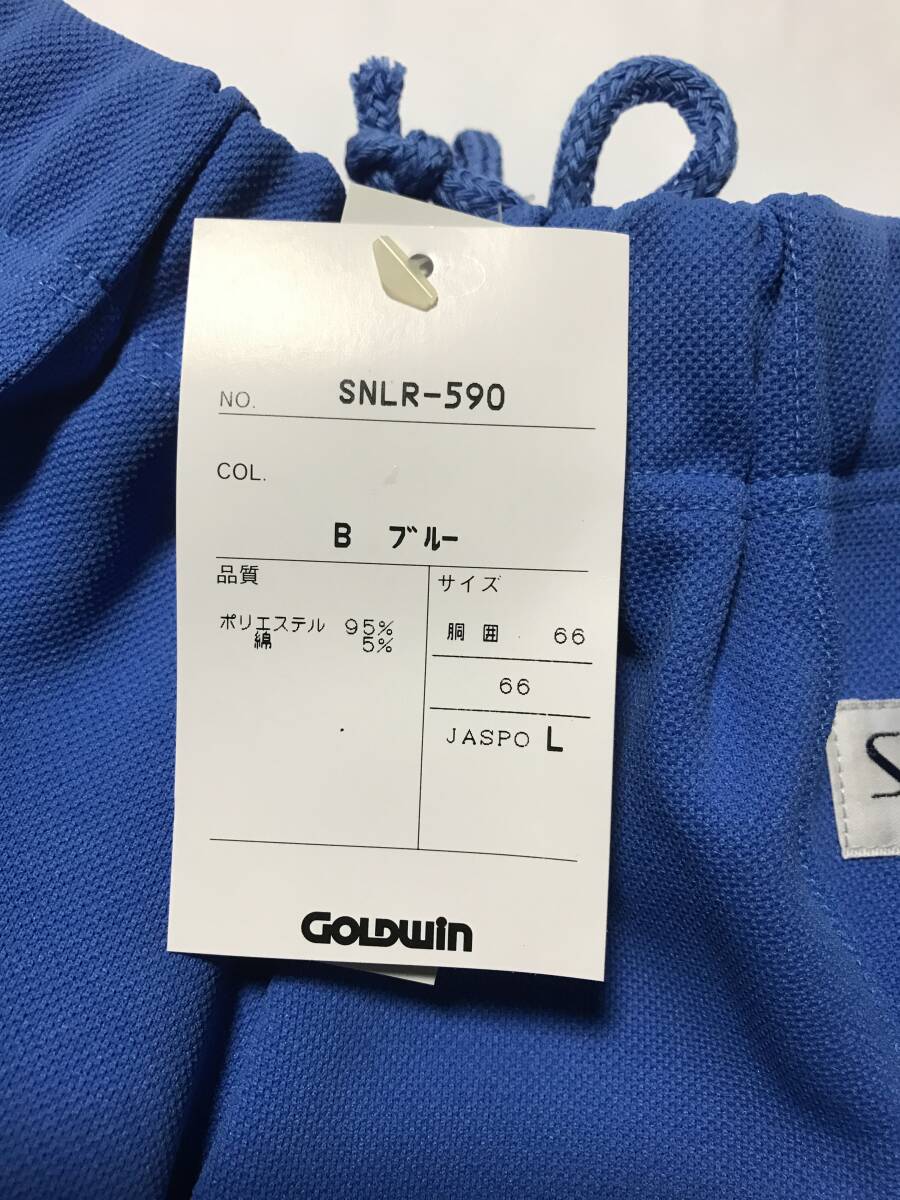 NO. SNLR-590
COL.
B ブルー
品質
ポリエステル 95%
綿 5%
サイズ
胴囲 66
66
JASPO L
GOLDWIN